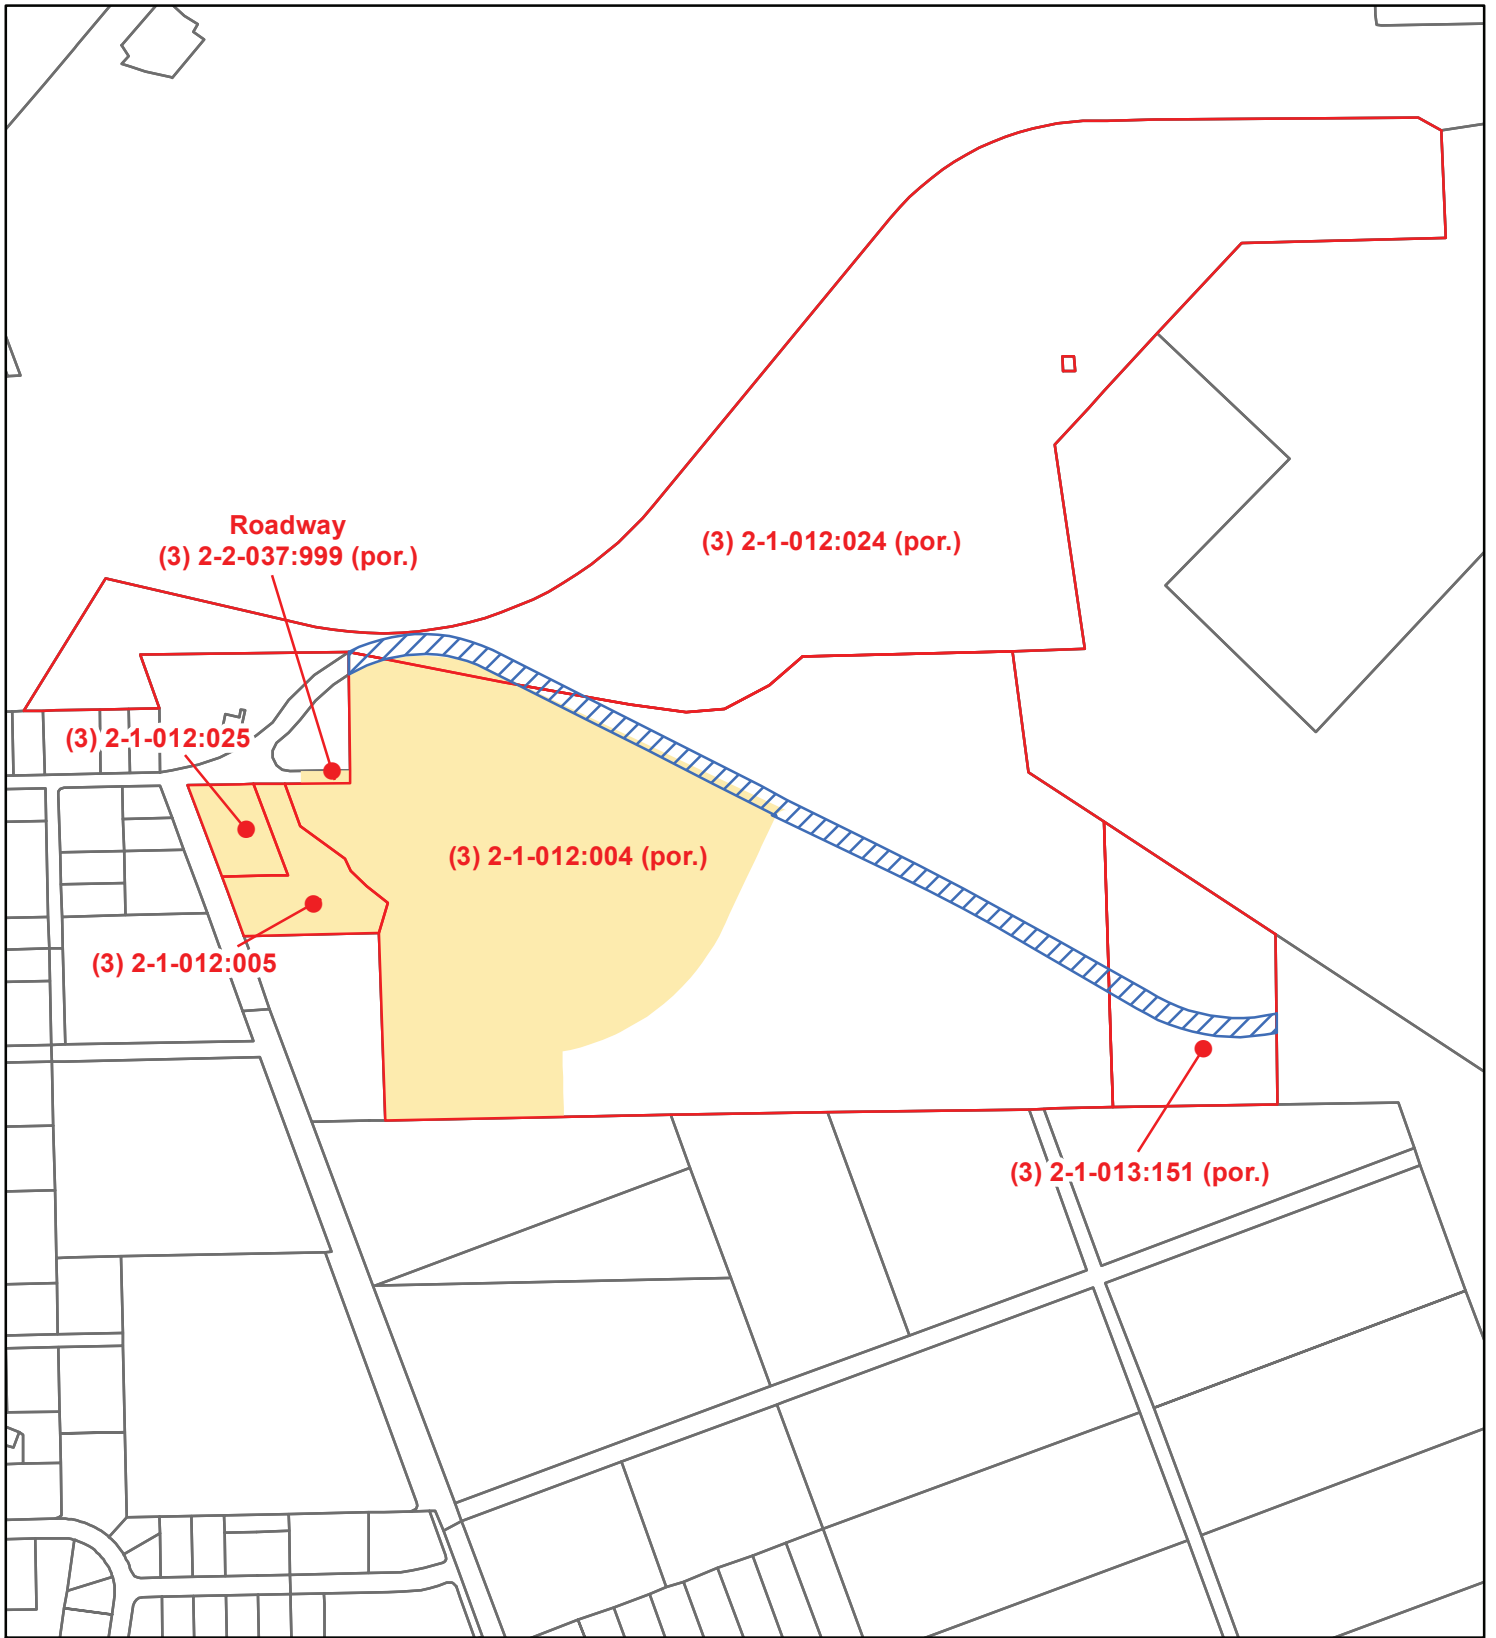 Roadway
(3) 2-2-037:999 (por.)
(3) 2-1-012:024 (por.)
(3) 2-1-012:025
(3) 2-1-012:004 (por.)
(3) 2-1-012:005
(3) 2-1-013:151 (por.)